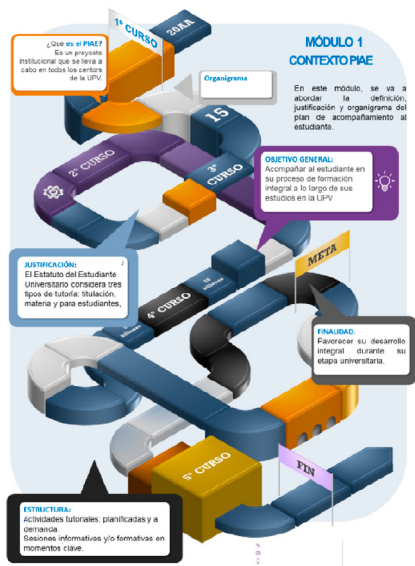 1º CURSO
20AA
MÓDULO 1
CONTEXTO PIAE
¿Qué es el PIAE?
Es un proyecto
institucional que se lleva a
cabo en todos los centors
de la UPV.
Organigrama
En este módulo, se va a
abordar la definición,
justificación y organigrama del
plan de acompañamiento al
estudiante.
15
2º CURSO
3º CURSO
OBJETIVO GENERAL:
Acompañar al estudiante en
su proceso de formación
integral a lo largo de sus
estudios en la UPV
JUSTIFICACIÓN:
El Estatuto del Estudiante
Universitario considera tres
tipos de tutoría: titulación,
materia y para estudiantes,
META
4º CURSO
FINALIDAD:
Favorecer su desarrollo
integral durante su
etapa universitaria.
5º CURSO
FIN
ESTRUCTURA:
Actividades tutoriales: planificadas y a
demanda.
Sesiones informativas y/o formativas en
momentos clave.